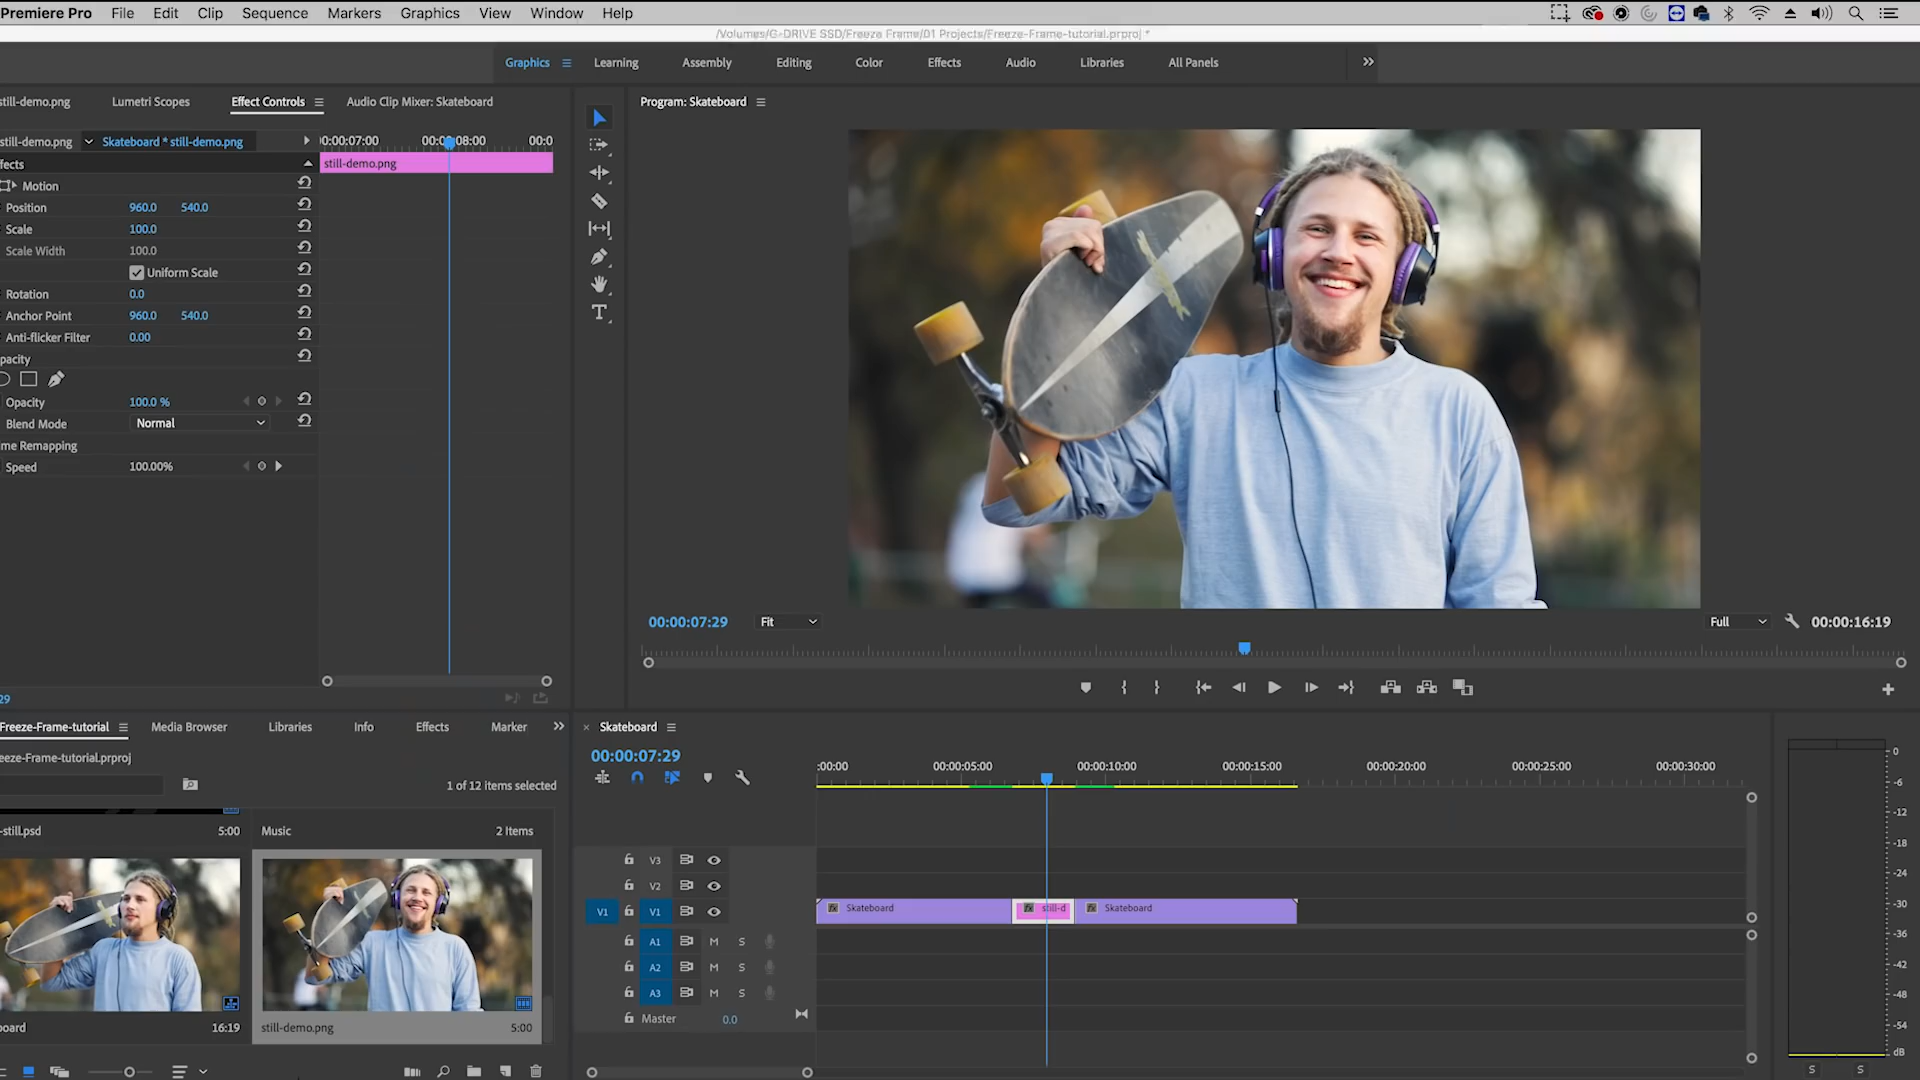 Premiere Pro File Edit Clip Sequence Markers Graphics View Window Help
/Volumes/G-DRIVE SSD/Freeze Frame/01 Projects/Freeze-Frame-tutorial.prproj *
Graphics Learning Assembly Editing Color Effects Audio Libraries All Panels
still-demo.png Lumetri Scopes Effect Controls Audio Clip Mixer: Skateboard
Program: Skateboard
still-demo.png Skateboard * still-demo.png
00:00:07:00 00:00:08:00 00:0
fects
still-demo.png
Motion
Position 960.0 540.0
Scale 100.0
Scale Width 100.0
Uniform Scale
Rotation 0.0
Anchor Point 960.0 540.0
Anti-flicker Filter 0.00
pacity
Opacity 100.0 %
Blend Mode Normal
me Remapping
Speed 100.00%
00:00:07:29 Fit Full 00:00:16:19
29
Freeze-Frame-tutorial Media Browser Libraries Info Effects Marker
eeze-Frame-tutorial.prproj
1 of 12 items selected
-still.psd 5:00
Music 2 Items
oard 16:19
still-demo.png 5:00
Skateboard
00:00:07:29
:00:00 00:00:05:00 00:00:10:00 00:00:15:00 00:00:20:00 00:00:25:00 00:00:30:00
V3
V2
V1 V1 fx Skateboard fx still-d fx Skateboard
A1 M S
A2 M S
A3 M S
Master 0.0
0
-6
-12
-18
-24
-30
-36
-42
-48
-54
dB
S S